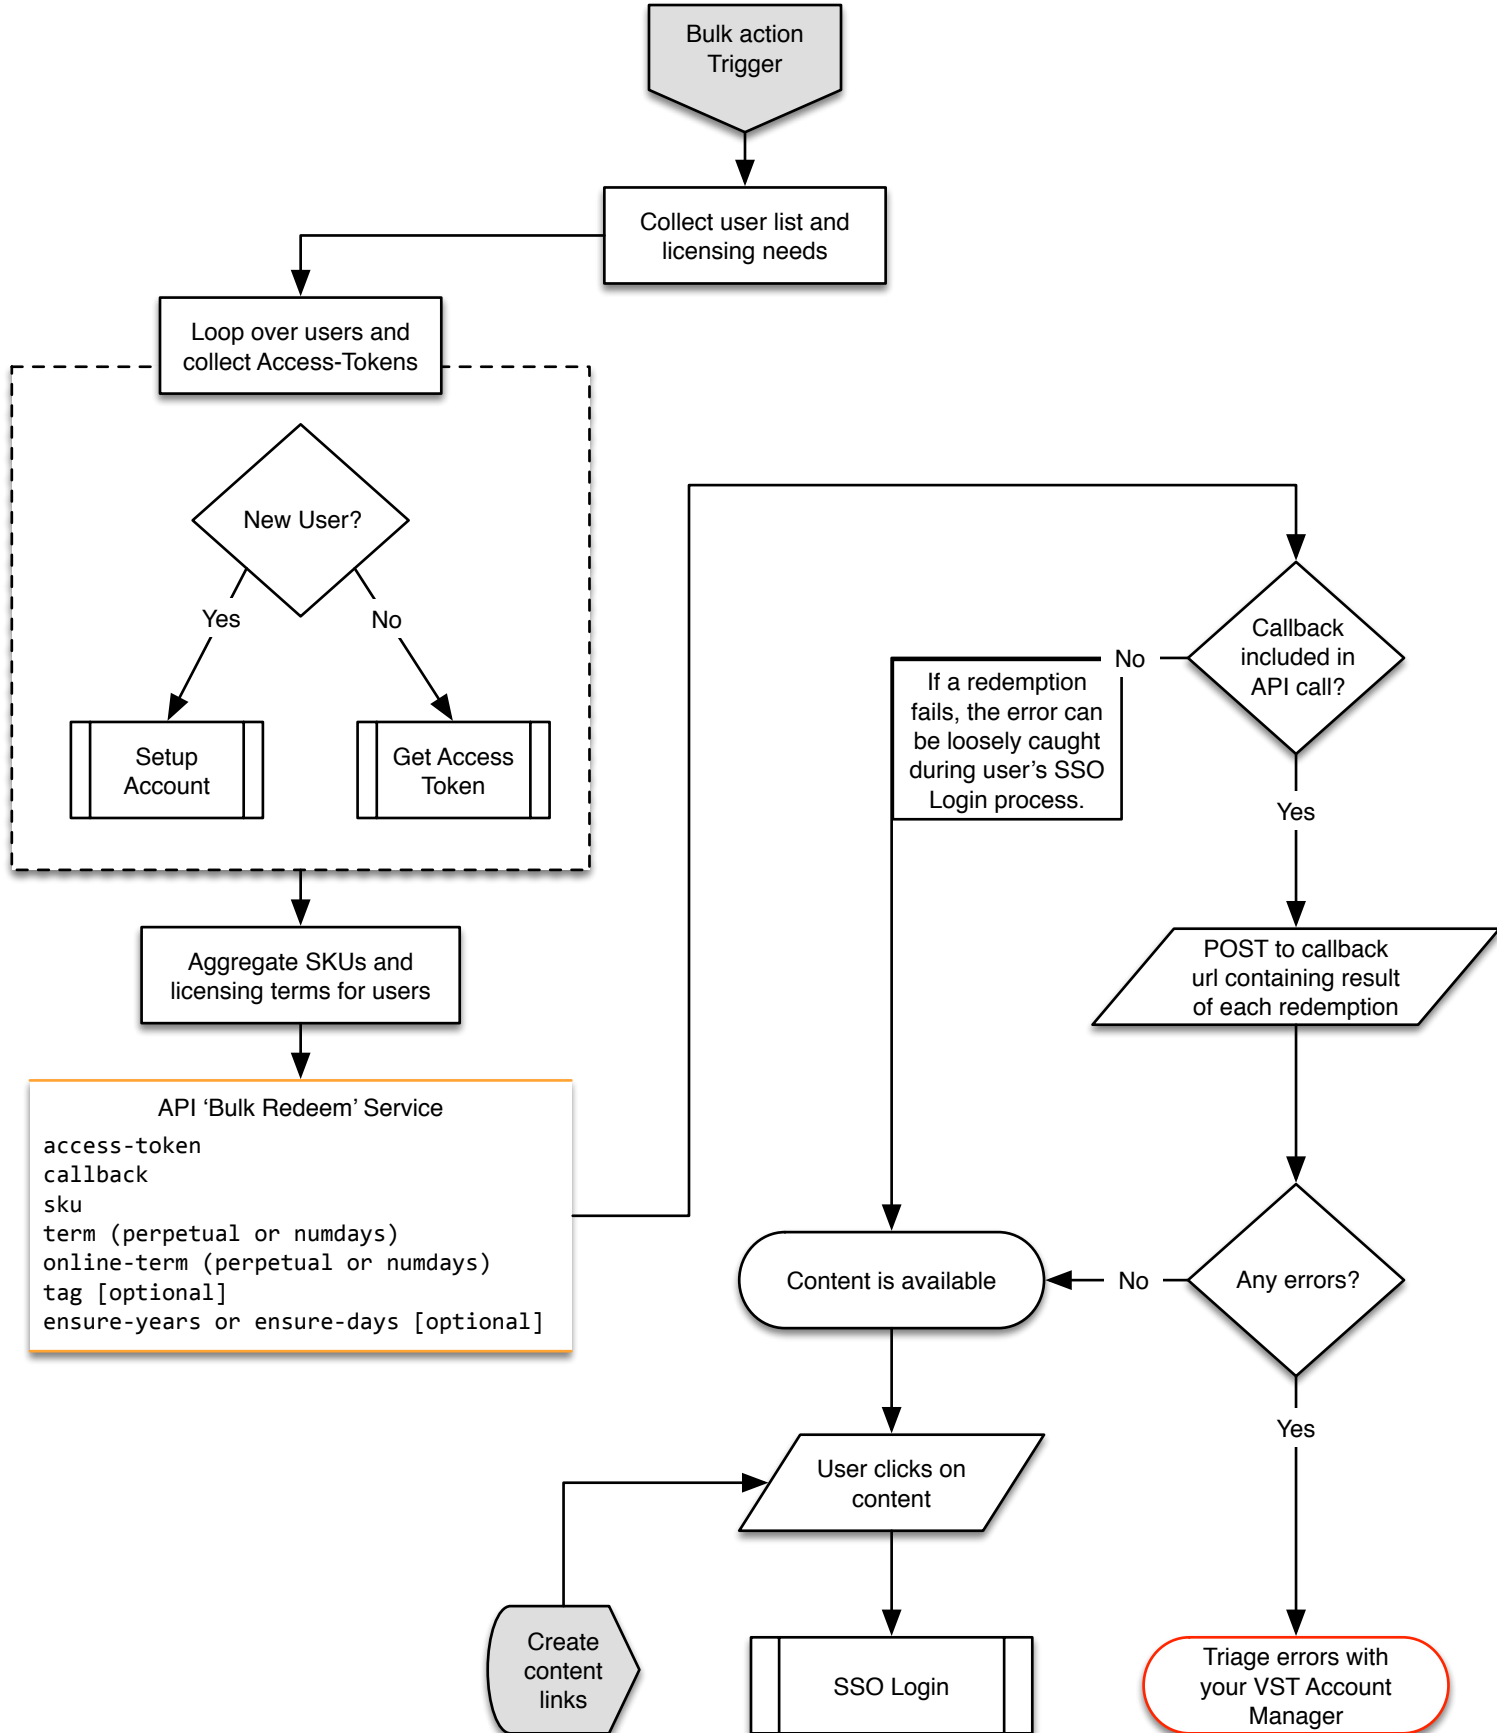 Bulk action
Trigger
Collect user list and
licensing needs
Loop over users and
collect Access-Tokens
New User?
Yes
No
Setup
Account
Get Access
Token
Aggregate SKUs and
licensing terms for users
API ‘Bulk Redeem’ Service
access-token
callback
sku
term (perpetual or numdays)
online-term (perpetual or numdays)
tag [optional]
ensure-years or ensure-days [optional]
Callback
included in
API call?
No
If a redemption
fails, the error can
be loosely caught
during user’s SSO
Login process.
Yes
POST to callback
url containing result
of each redemption
Any errors?
No
Content is available
Yes
User clicks on
content
Create
content
links
SSO Login
Triage errors with
your VST Account
Manager